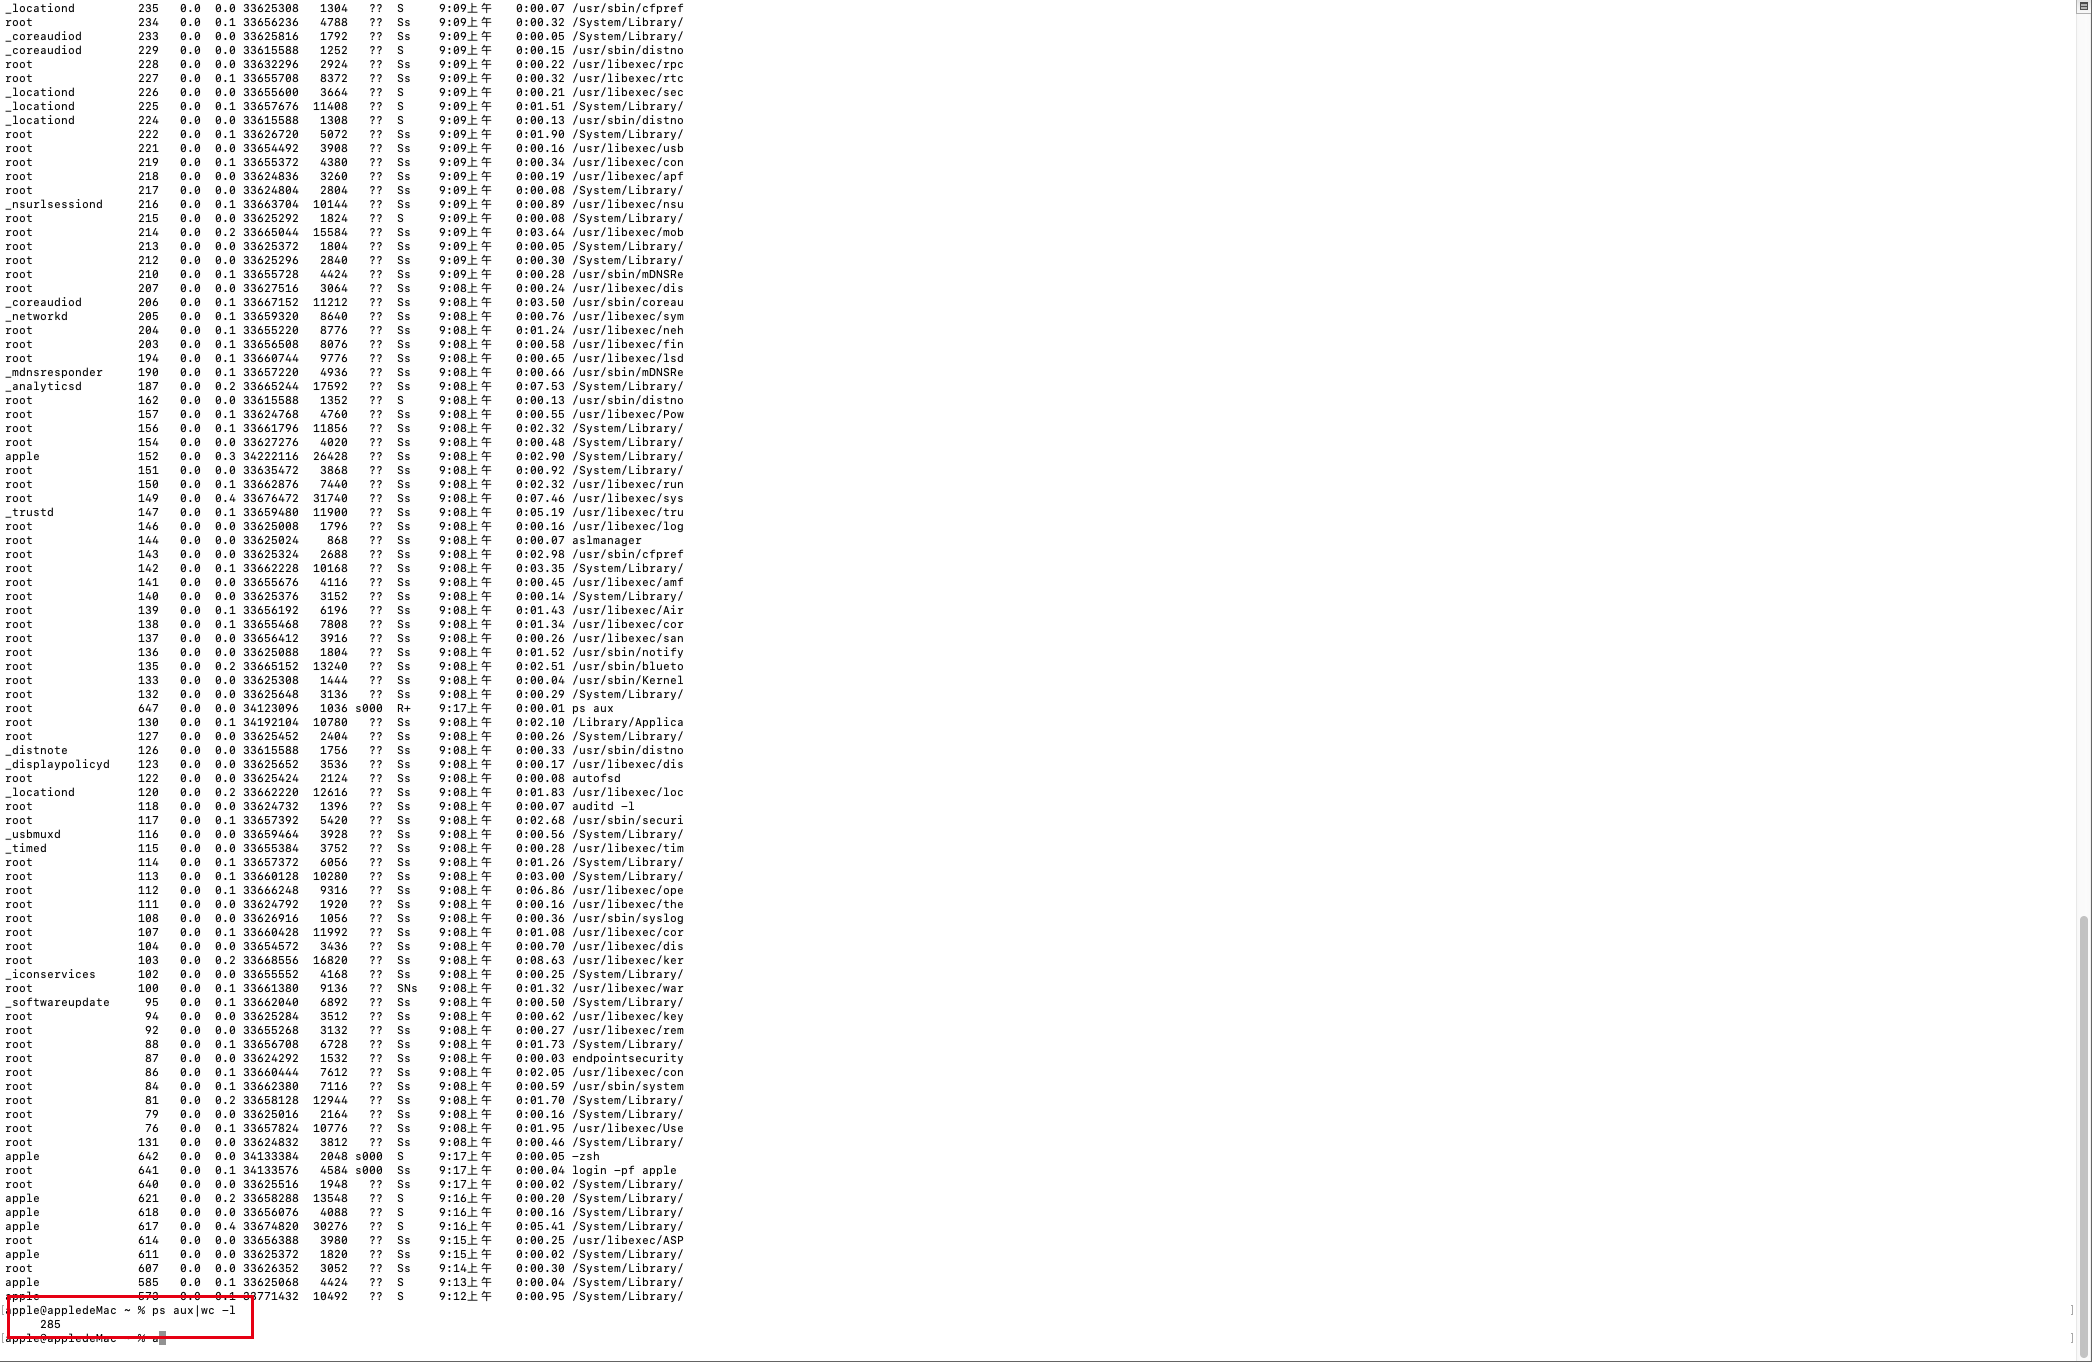 _locationd 235 0.0 0.0 33625308 1304 ?? S 9:09上午 0:00.07 /usr/sbin/cfpref
root 234 0.0 0.1 33656236 4788 ?? Ss 9:09上午 0:00.32 /System/Library/
_coreaudiod 233 0.0 0.0 33625816 1792 ?? Ss 9:09上午 0:00.05 /System/Library/
_coreaudiod 229 0.0 0.0 33615588 1252 ?? S 9:09上午 0:00.15 /usr/sbin/distno
root 228 0.0 0.0 33632296 2924 ?? Ss 9:09上午 0:00.22 /usr/libexec/rpc
root 227 0.0 0.1 33655708 8372 ?? Ss 9:09上午 0:00.32 /usr/libexec/rtc
_locationd 226 0.0 0.0 33655600 3664 ?? S 9:09上午 0:00.21 /usr/libexec/sec
_locationd 225 0.0 0.1 33657676 11408 ?? S 9:09上午 0:01.51 /System/Library/
_locationd 224 0.0 0.0 33615588 1308 ?? S 9:09上午 0:00.13 /usr/sbin/distno
root 222 0.0 0.1 33626720 5072 ?? Ss 9:09上午 0:01.90 /System/Library/
root 221 0.0 0.0 33654492 3908 ?? Ss 9:09上午 0:00.16 /usr/libexec/usb
root 219 0.0 0.1 33655372 4380 ?? Ss 9:09上午 0:00.34 /usr/libexec/con
root 218 0.0 0.0 33624836 3260 ?? Ss 9:09上午 0:00.19 /usr/libexec/apf
root 217 0.0 0.0 33624804 2804 ?? Ss 9:09上午 0:00.08 /System/Library/
_nsurlsessiond 216 0.0 0.1 33663704 10144 ?? Ss 9:09上午 0:00.89 /usr/libexec/nsu
root 215 0.0 0.0 33625292 1824 ?? S 9:09上午 0:00.08 /System/Library/
root 214 0.0 0.2 33665044 15584 ?? Ss 9:09上午 0:03.64 /usr/libexec/mob
root 213 0.0 0.0 33625372 1804 ?? Ss 9:09上午 0:00.05 /System/Library/
root 212 0.0 0.0 33625296 2840 ?? Ss 9:09上午 0:00.30 /System/Library/
root 210 0.0 0.1 33655728 4424 ?? Ss 9:09上午 0:00.28 /usr/sbin/mDNSRe
root 207 0.0 0.0 33627516 3064 ?? Ss 9:08上午 0:00.24 /usr/libexec/dis
_coreaudiod 206 0.0 0.1 33667152 11212 ?? Ss 9:08上午 0:03.50 /usr/sbin/coreau
_networkd 205 0.0 0.1 33659320 8640 ?? Ss 9:08上午 0:00.76 /usr/libexec/sym
root 204 0.0 0.1 33655220 8776 ?? Ss 9:08上午 0:01.24 /usr/libexec/neh
root 203 0.0 0.1 33656508 8076 ?? Ss 9:08上午 0:00.58 /usr/libexec/fin
root 194 0.0 0.1 33660744 9776 ?? Ss 9:08上午 0:00.65 /usr/libexec/lsd
_mdnsresponder 190 0.0 0.1 33657220 4936 ?? Ss 9:08上午 0:00.66 /usr/sbin/mDNSRe
_analyticsd 187 0.0 0.2 33665244 17592 ?? Ss 9:08上午 0:07.53 /System/Library/
root 162 0.0 0.0 33615588 1352 ?? S 9:08上午 0:00.13 /usr/sbin/distno
root 157 0.0 0.1 33624768 4760 ?? Ss 9:08上午 0:00.55 /usr/libexec/Pow
root 156 0.0 0.1 33661796 11856 ?? Ss 9:08上午 0:02.32 /System/Library/
root 154 0.0 0.0 33627276 4020 ?? Ss 9:08上午 0:00.48 /System/Library/
apple 152 0.0 0.3 34222116 26428 ?? Ss 9:08上午 0:02.90 /System/Library/
root 151 0.0 0.0 33635472 3868 ?? Ss 9:08上午 0:00.92 /System/Library/
root 150 0.0 0.1 33662876 7440 ?? Ss 9:08上午 0:02.32 /usr/libexec/run
root 149 0.0 0.4 33676472 31740 ?? Ss 9:08上午 0:07.46 /usr/libexec/sys
_trustd 147 0.0 0.1 33659480 11900 ?? Ss 9:08上午 0:05.19 /usr/libexec/tru
root 146 0.0 0.0 33625008 1796 ?? Ss 9:08上午 0:00.16 /usr/libexec/log
root 144 0.0 0.0 33625024 868 ?? Ss 9:08上午 0:00.07 aslmanager
root 143 0.0 0.0 33625324 2688 ?? Ss 9:08上午 0:02.98 /usr/sbin/cfpref
root 142 0.0 0.1 33662228 10168 ?? Ss 9:08上午 0:03.35 /System/Library/
root 141 0.0 0.0 33655676 4116 ?? Ss 9:08上午 0:00.45 /usr/libexec/amf
root 140 0.0 0.0 33625376 3152 ?? Ss 9:08上午 0:00.14 /System/Library/
root 139 0.0 0.1 33656192 6196 ?? Ss 9:08上午 0:01.43 /usr/libexec/Air
root 138 0.0 0.1 33655468 7808 ?? Ss 9:08上午 0:01.34 /usr/libexec/cor
root 137 0.0 0.0 33656412 3916 ?? Ss 9:08上午 0:00.26 /usr/libexec/san
root 136 0.0 0.0 33625088 1804 ?? Ss 9:08上午 0:01.52 /usr/sbin/notify
root 135 0.0 0.2 33665152 13240 ?? Ss 9:08上午 0:02.51 /usr/sbin/blueto
root 133 0.0 0.0 33625308 1444 ?? Ss 9:08上午 0:00.04 /usr/sbin/Kernel
root 132 0.0 0.0 33625648 3136 ?? Ss 9:08上午 0:00.29 /System/Library/
root 647 0.0 0.0 34123096 1036 s000 R+ 9:17上午 0:00.01 ps aux
root 130 0.0 0.1 34192104 10780 ?? Ss 9:08上午 0:02.10 /Library/Applica
root 127 0.0 0.0 33625452 2404 ?? Ss 9:08上午 0:00.26 /System/Library/
_distnote 126 0.0 0.0 33615588 1756 ?? Ss 9:08上午 0:00.33 /usr/sbin/distno
_displaypolicyd 123 0.0 0.0 33625652 3536 ?? Ss 9:08上午 0:00.17 /usr/libexec/dis
root 122 0.0 0.0 33625424 2124 ?? Ss 9:08上午 0:00.08 autofsd
_locationd 120 0.0 0.2 33662220 12616 ?? Ss 9:08上午 0:01.83 /usr/libexec/loc
root 118 0.0 0.0 33624732 1396 ?? Ss 9:08上午 0:00.07 auditd -l
root 117 0.0 0.1 33657392 5420 ?? Ss 9:08上午 0:02.68 /usr/sbin/securi
_usbmuxd 116 0.0 0.0 33659464 3928 ?? Ss 9:08上午 0:00.56 /System/Library/
_timed 115 0.0 0.0 33655384 3752 ?? Ss 9:08上午 0:00.28 /usr/libexec/tim
root 114 0.0 0.1 33657372 6056 ?? Ss 9:08上午 0:01.26 /System/Library/
root 113 0.0 0.1 33660128 10280 ?? Ss 9:08上午 0:03.00 /System/Library/
root 112 0.0 0.1 33666248 9316 ?? Ss 9:08上午 0:06.86 /usr/libexec/ope
root 111 0.0 0.0 33624792 1920 ?? Ss 9:08上午 0:00.16 /usr/libexec/the
root 108 0.0 0.0 33626916 1056 ?? Ss 9:08上午 0:00.36 /usr/sbin/syslog
root 107 0.0 0.1 33660428 11992 ?? Ss 9:08上午 0:01.08 /usr/libexec/cor
root 104 0.0 0.0 33654572 3436 ?? Ss 9:08上午 0:00.70 /usr/libexec/dis
root 103 0.0 0.2 33668556 16820 ?? Ss 9:08上午 0:08.63 /usr/libexec/ker
_iconservices 102 0.0 0.0 33655552 4168 ?? Ss 9:08上午 0:00.25 /System/Library/
root 100 0.0 0.1 33661380 9136 ?? SNs 9:08上午 0:01.32 /usr/libexec/war
_softwareupdate 95 0.0 0.1 33662040 6892 ?? Ss 9:08上午 0:00.50 /System/Library/
root 94 0.0 0.0 33625284 3512 ?? Ss 9:08上午 0:00.62 /usr/libexec/key
root 92 0.0 0.0 33655268 3132 ?? Ss 9:08上午 0:00.27 /usr/libexec/rem
root 88 0.0 0.1 33656708 6728 ?? Ss 9:08上午 0:01.73 /System/Library/
root 87 0.0 0.0 33624292 1532 ?? Ss 9:08上午 0:00.03 endpointsecurity
root 86 0.0 0.1 33660444 7612 ?? Ss 9:08上午 0:02.05 /usr/libexec/con
root 84 0.0 0.1 33662380 7116 ?? Ss 9:08上午 0:00.59 /usr/sbin/system
root 81 0.0 0.2 33658128 12944 ?? Ss 9:08上午 0:01.70 /System/Library/
root 79 0.0 0.0 33625016 2164 ?? Ss 9:08上午 0:00.16 /System/Library/
root 76 0.0 0.1 33657824 10776 ?? Ss 9:08上午 0:01.95 /usr/libexec/Use
root 131 0.0 0.0 33624832 3812 ?? Ss 9:08上午 0:00.46 /System/Library/
apple 642 0.0 0.0 34133384 2048 s000 S 9:17上午 0:00.05 -zsh
root 641 0.0 0.1 34133576 4584 s000 Ss 9:17上午 0:00.04 login -pf apple
root 640 0.0 0.0 33625516 1948 ?? Ss 9:17上午 0:00.02 /System/Library/
apple 621 0.0 0.2 33658288 13548 ?? S 9:16上午 0:00.20 /System/Library/
apple 618 0.0 0.0 33656076 4088 ?? S 9:16上午 0:00.16 /System/Library/
apple 617 0.0 0.4 33674820 30276 ?? S 9:16上午 0:05.41 /System/Library/
root 614 0.0 0.0 33656388 3980 ?? Ss 9:15上午 0:00.25 /usr/libexec/ASP
apple 611 0.0 0.0 33625372 1820 ?? S 9:15上午 0:00.02 /System/Library/
root 607 0.0 0.0 33626352 3052 ?? Ss 9:14上午 0:00.30 /System/Library/
apple 585 0.0 0.1 33625068 4424 ?? S 9:13上午 0:00.04 /System/Library/
apple 573 0.0 0.1 33771432 10492 ?? S 9:12上午 0:00.95 /System/Library/
[apple@appledeMac ~ % ps aux|wc -l ]
285
[apple@appledeMac ~ % a ]